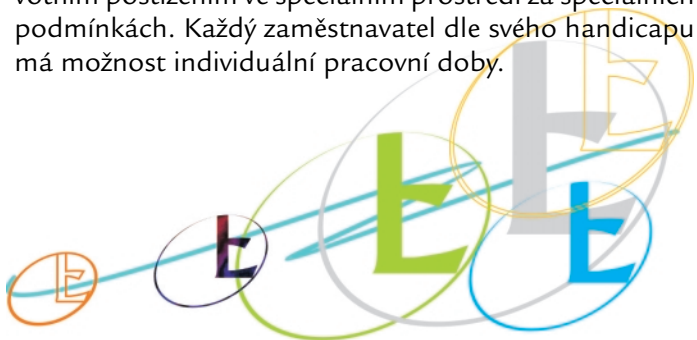 votním postižením ve speciálním prostředí za speciálních
podmínkách. Každý zaměstnavatel dle svého handicapu
má možnost individuální pracovní doby.